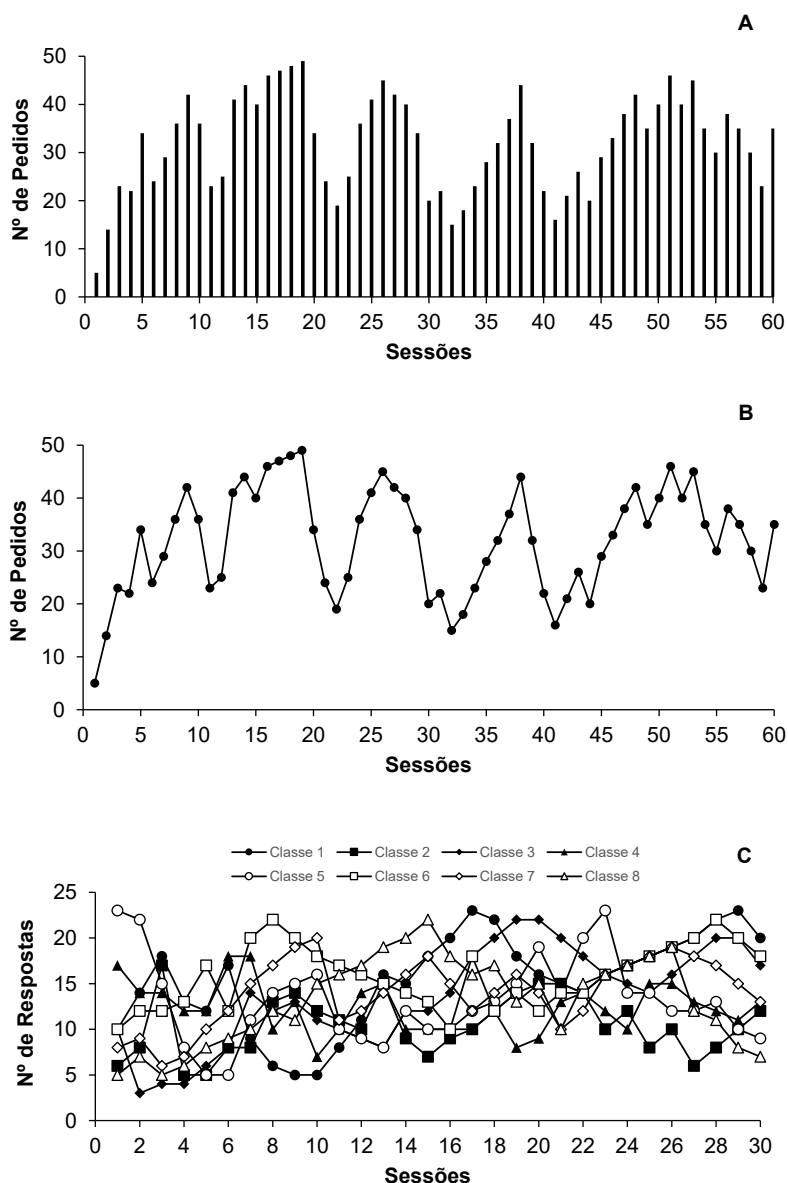 A
50
40
30
20
10
0
Nº de Pedidos
0 5 10 15 20 25 30 35 40 45 50 55 60
Sessões
B
50
40
30
20
10
0
Nº de Pedidos
0 5 10 15 20 25 30 35 40 45 50 55 60
Sessões
C
Classe 1 Classe 2 Classe 3 Classe 4
Classe 5 Classe 6 Classe 7 Classe 8
25
20
15
10
5
0
Nº de Respostas
0 2 4 6 8 10 12 14 16 18 20 22 24 26 28 30
Sessões